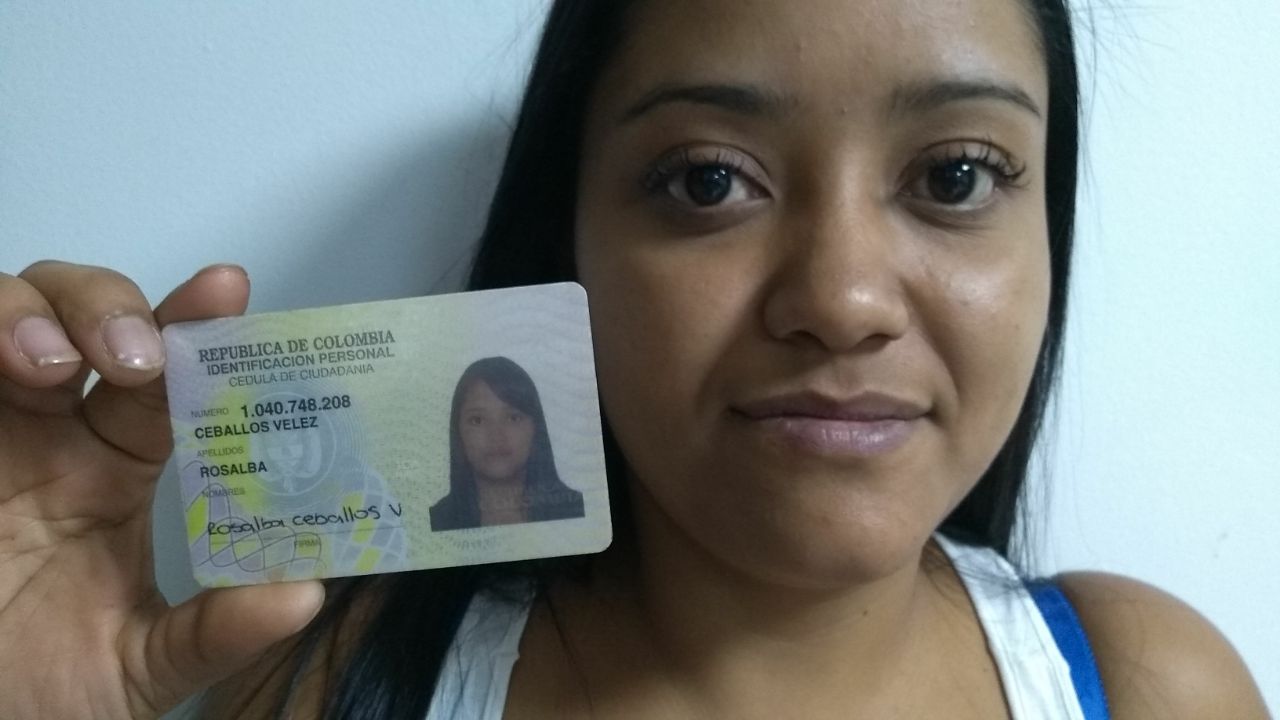 REPUBLICA DE COLOMBIA
IDENTIFICACION PERSONAL
CEDULA DE CIUDADANIA
NUMERO 1.040.748.208
CEBALLOS VELEZ
APELLIDOS
ROSALBA
NOMBRES
Rosalba ceballos V
FIRMA